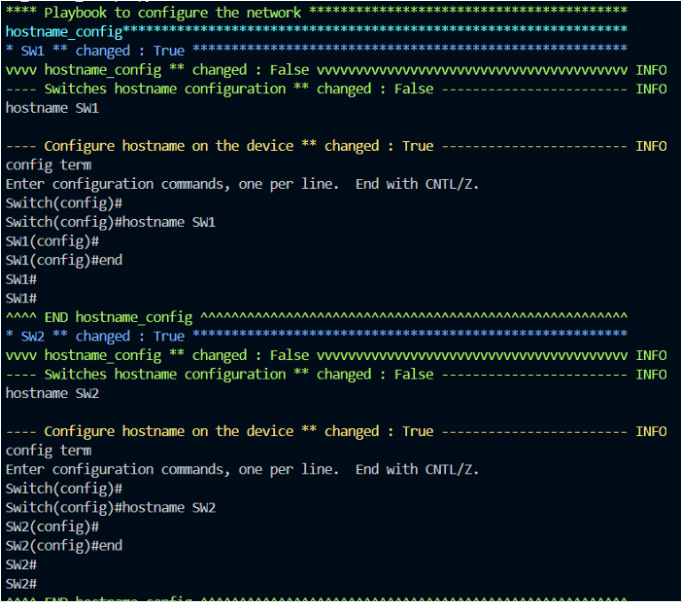 **** Playbook to configure the network *****************************************
hostname_config*****************************************************************
* SW1 ** changed : True ********************************************************
vvvv hostname_config ** changed : False vvvvvvvvvvvvvvvvvvvvvvvvvvvvvvvvvvvvvvvv INFO
---- Switches hostname configuration ** changed : False ------------------------ INFO
hostname SW1
---- Configure hostname on the device ** changed : True ------------------------ INFO
config term
Enter configuration commands, one per line.  End with CNTL/Z.
Switch(config)#
Switch(config)#hostname SW1
SW1(config)#
SW1(config)#end
SW1#
SW1#
^^^^ END hostname_config ^^^^^^^^^^^^^^^^^^^^^^^^^^^^^^^^^^^^^^^^^^^^^^^^^^^^^^^
* SW2 ** changed : True ********************************************************
vvvv hostname_config ** changed : False vvvvvvvvvvvvvvvvvvvvvvvvvvvvvvvvvvvvvvvv INFO
---- Switches hostname configuration ** changed : False ------------------------ INFO
hostname SW2
---- Configure hostname on the device ** changed : True ------------------------ INFO
config term
Enter configuration commands, one per line.  End with CNTL/Z.
Switch(config)#
Switch(config)#hostname SW2
SW2(config)#
SW2(config)#end
SW2#
SW2#
^^^^ END hostname_config ^^^^^^^^^^^^^^^^^^^^^^^^^^^^^^^^^^^^^^^^^^^^^^^^^^^^^^^